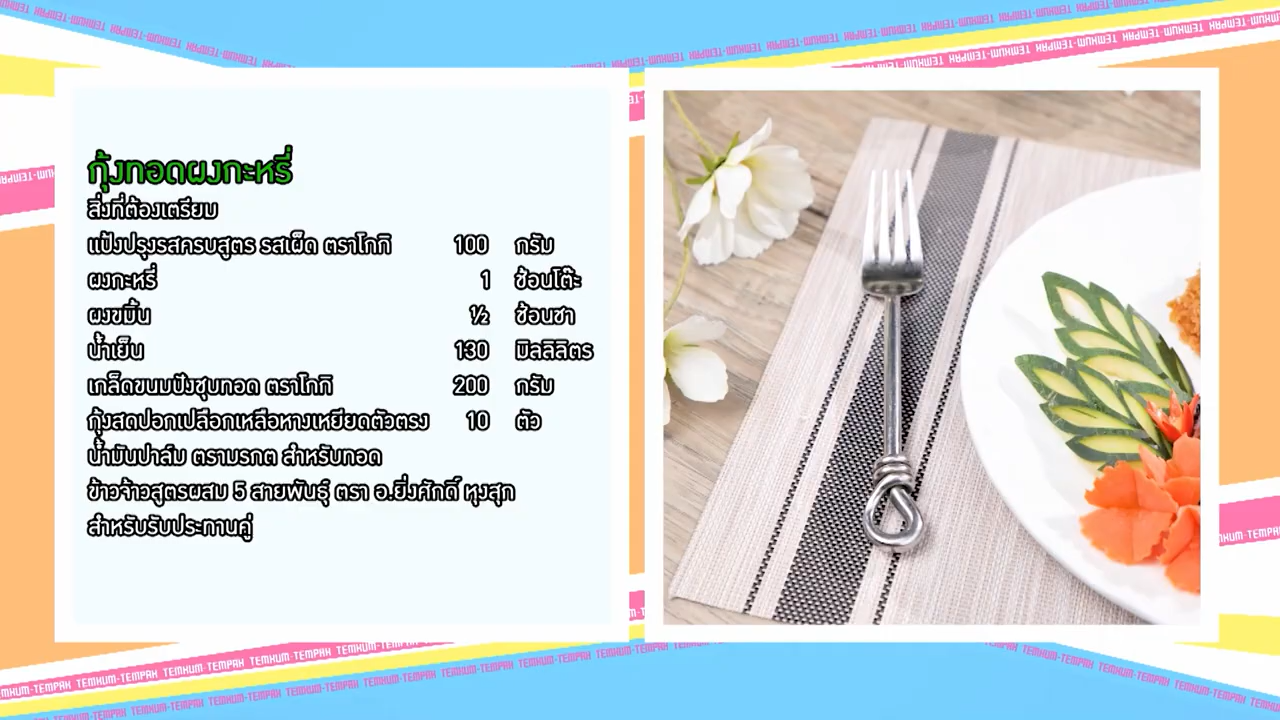 กุ้งทอดผงกะหรี่
สิ่งที่ต้องเตรียม
แป้งปรุงรสครบสูตร รสเผ็ด ตราโกกิ 100 กรัม
ผงกะหรี่ 1 ช้อนโต๊ะ
ผงขมิ้น ½ ช้อนชา
น้ำเย็น 130 มิลลิลิตร
เกล็ดขนมปังชุบทอด ตราโกกิ 200 กรัม
กุ้งสดปอกเปลือกเหลือหางเหยียดตัวตรง 10 ตัว
น้ำมันปาล์ม ตรามรกต สำหรับทอด
ข้าวจ้าวสูตรผสม 5 สายพันธุ์ ตรา อ.ยิ่งศักดิ์ หุงสุก
สำหรับรับประทานคู่
TEMHUM-TEMPAK TEMHUM-TEMPAK TEMHUM-TEMPAK